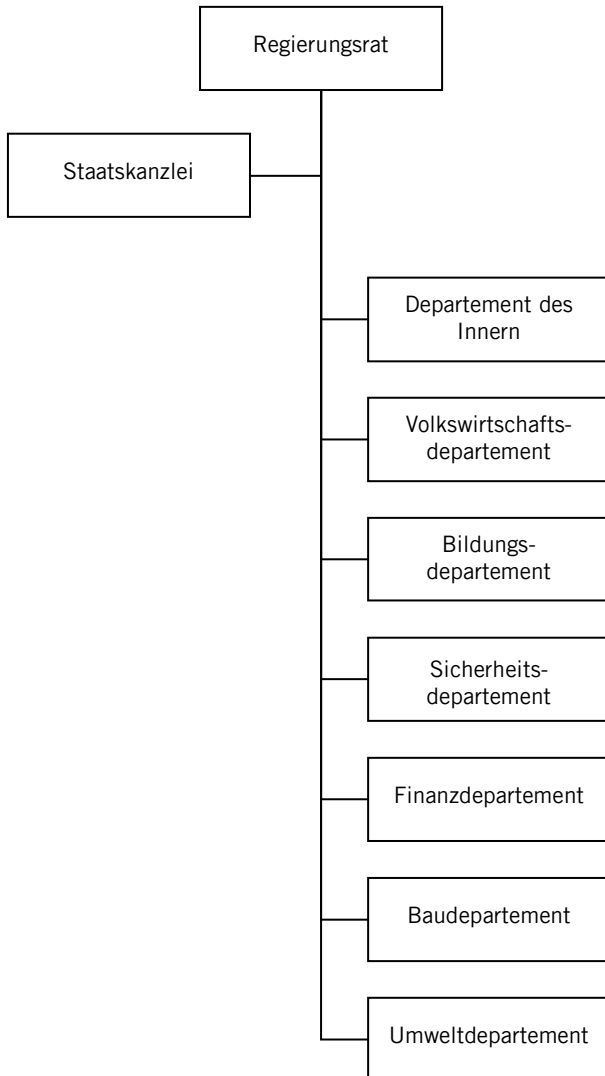 Regierungsrat
Staatskanzlei
Departement des
Innern
Volkswirtschafts-
departement
Bildungs-
departement
Sicherheits-
departement
Finanzdepartement
Baudepartement
Umweltdepartement